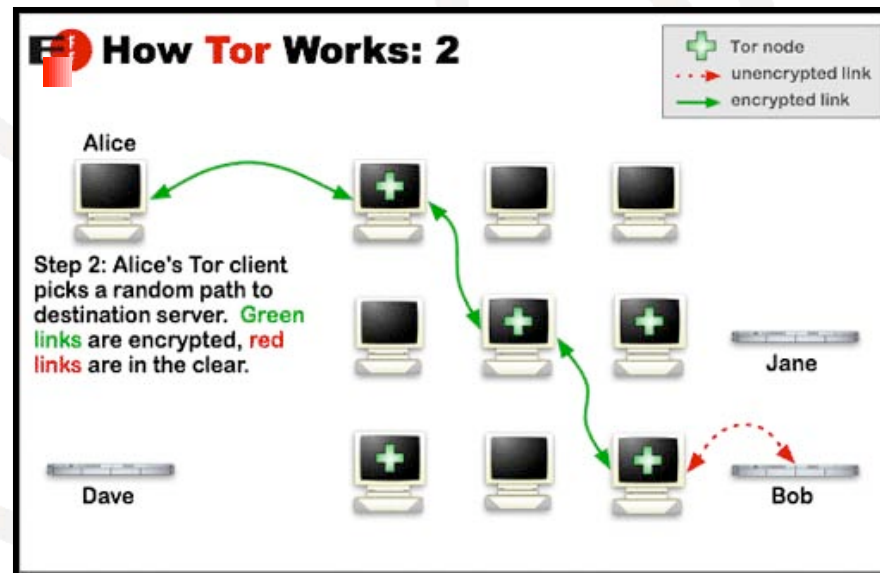 How Tor Works: 2
Tor node
unencrypted link
encrypted link
Alice
Step 2: Alice's Tor client
picks a random path to
destination server. Green
links are encrypted, red
links are in the clear.
Jane
Dave
Bob